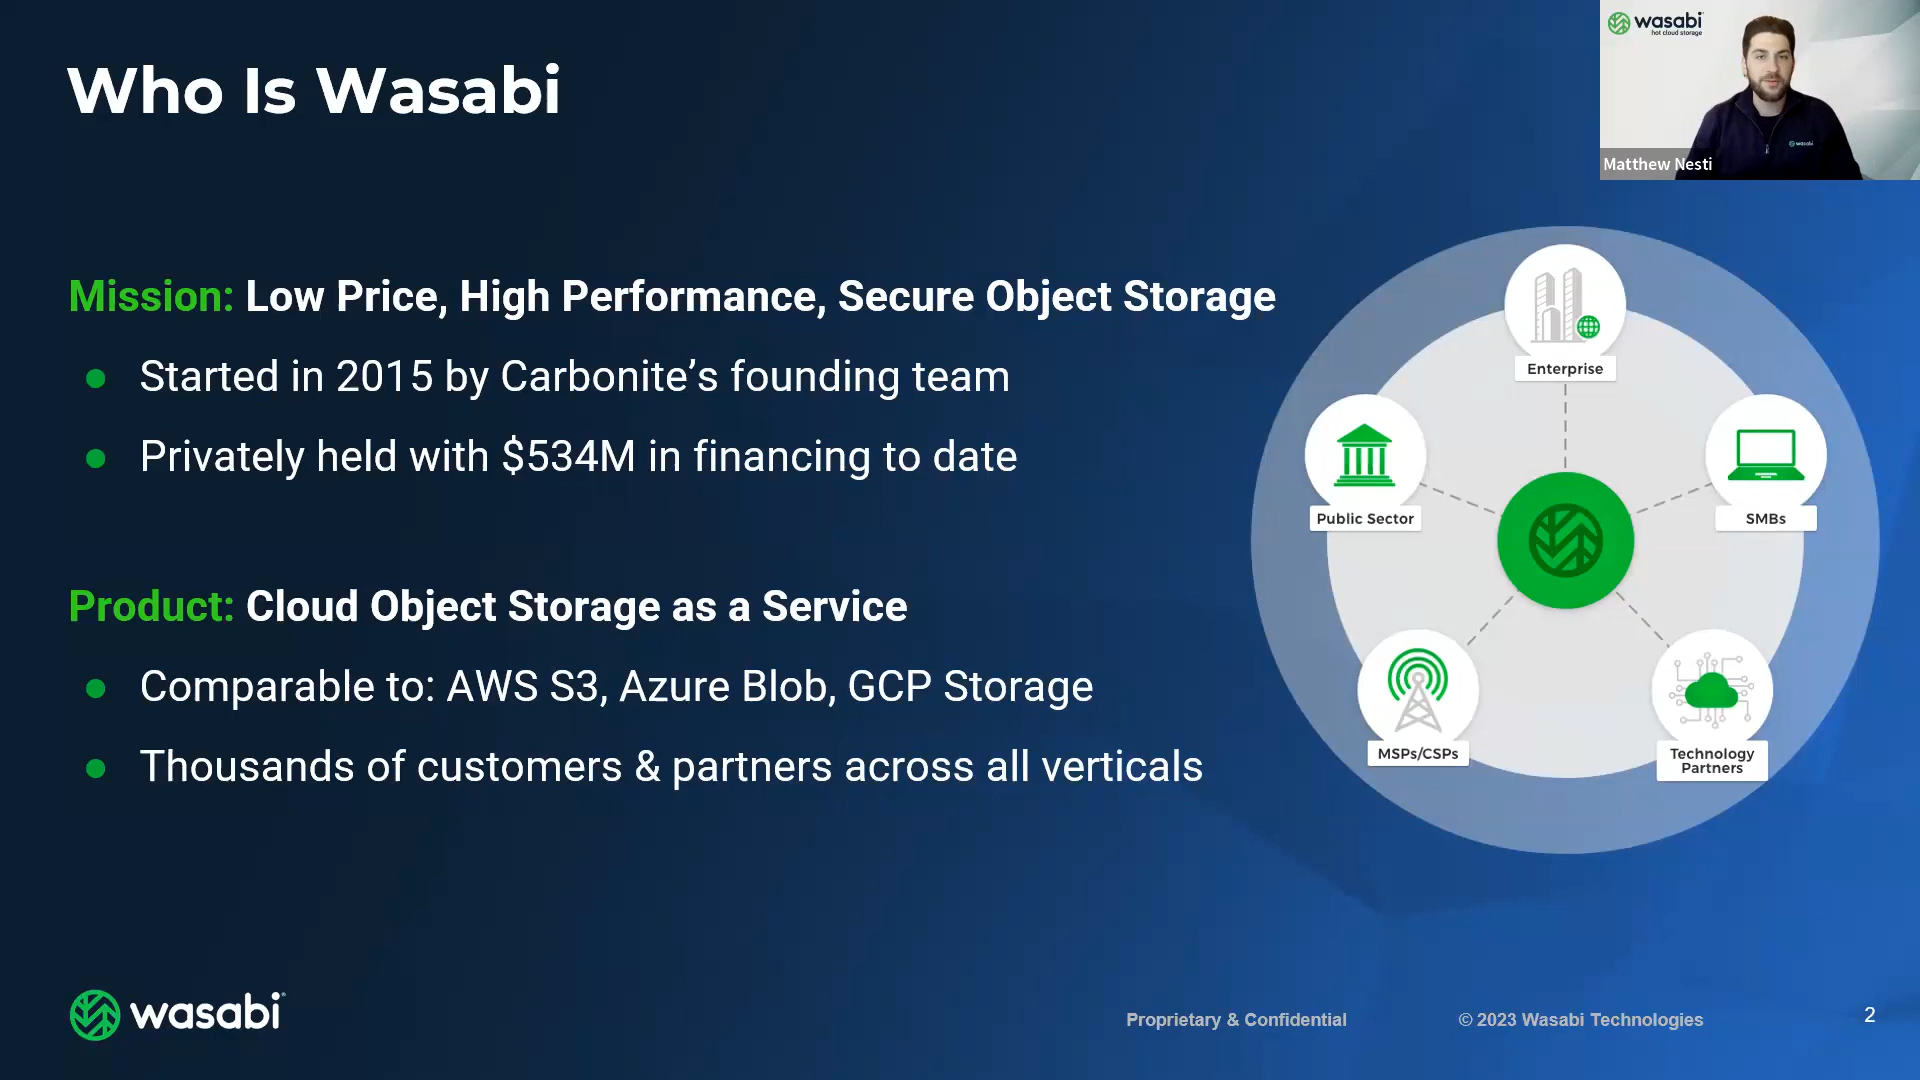 Who Is Wasabi
wasabi
hot cloud storage
wasabi
Matthew Nesti
Mission: Low Price, High Performance, Secure Object Storage
● Started in 2015 by Carbonite’s founding team
● Privately held with $534M in financing to date
Product: Cloud Object Storage as a Service
● Comparable to: AWS S3, Azure Blob, GCP Storage
● Thousands of customers & partners across all verticals
Enterprise
Public Sector
SMBs
MSPs/CSPs
Technology
Partners
wasabi
Proprietary & Confidential
© 2023 Wasabi Technologies
2